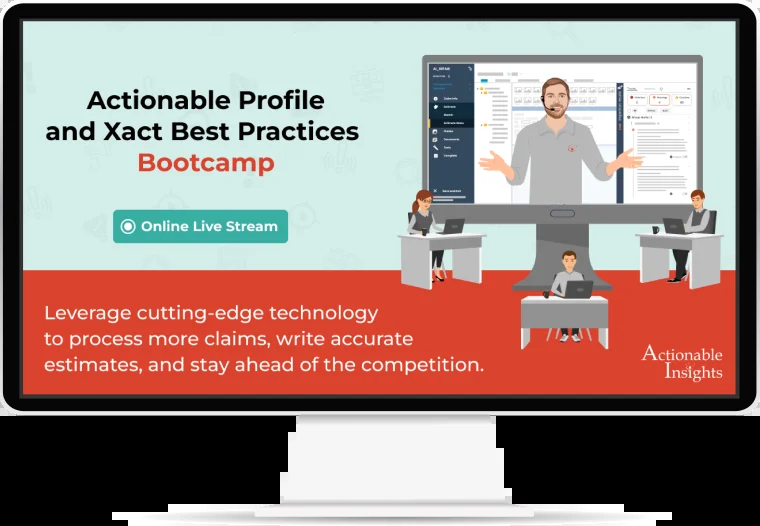 Actionable Profile
and Xact Best Practices
Bootcamp
Online Live Stream
Leverage cutting-edge technology
to process more claims, write accurate
estimates, and stay ahead of the competition.
Actionable
Insights